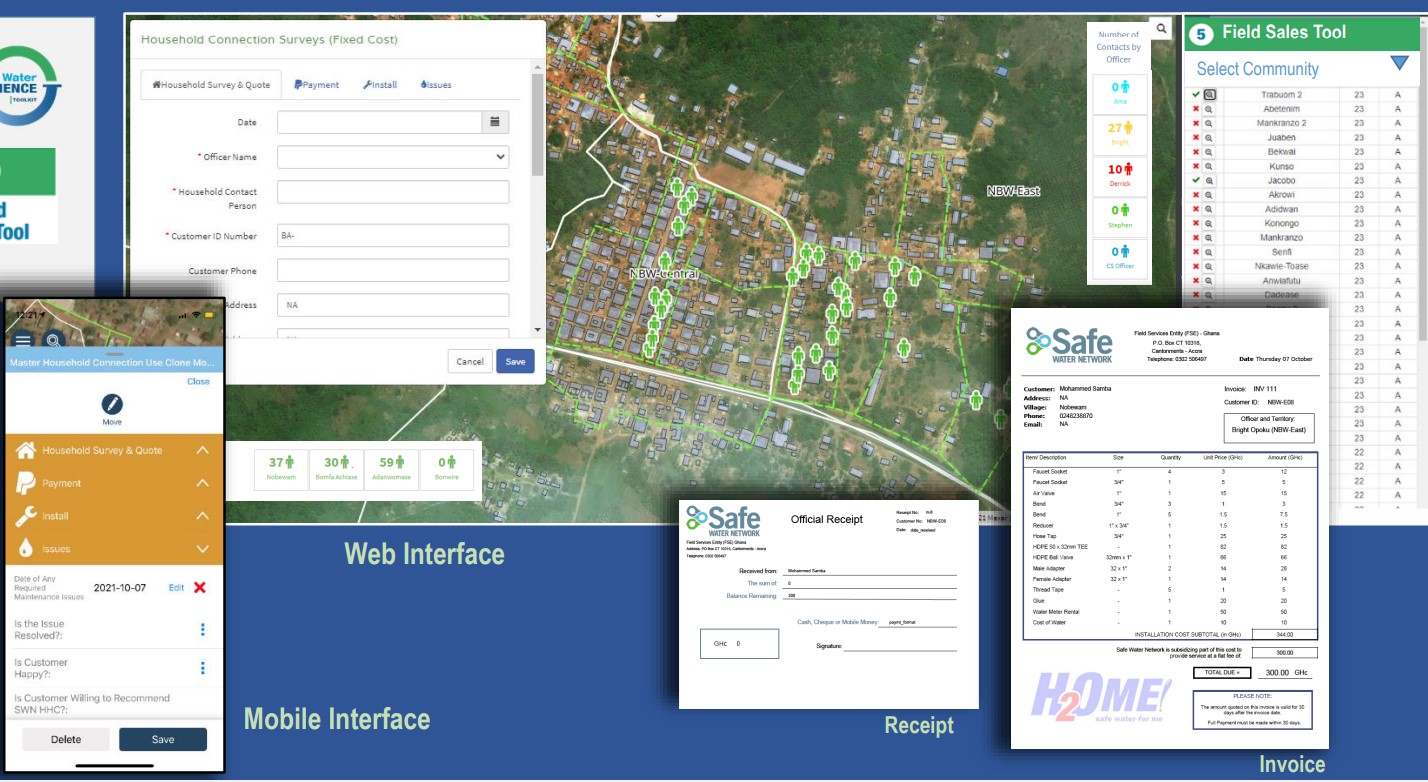 Water
IENCE
TOOLKIT
d
Tool
Household Connection Surveys (Fixed Cost)
Household Survey & Quote
Payment
Install
Issues
Date
* Officer Name
* Household Contact Person
* Customer ID Number
BA-
Customer Phone
Address
NA
Cancel
Save
NBW-Central
NBW-East
Number of
Contacts by
Officer
0
Ama
27
Bright
10
Derrick
0
Stephen
0
CS Officer
5 Field Sales Tool
Select Community
Trabuom 2 23 A
Abetenim 23 A
Mankranzo 2 23 A
Juaben 23 A
Bekwai 23 A
Kunso 23 A
Jacobo 23 A
Akrowi 23 A
Adidwan 23 A
Konongo 23 A
Mankranzo 23 A
Senfi 23 A
Nkawie-Toase 23 A
Anwiafutu 23 A
Dadease 23 A
23 A
23 A
23 A
23 A
23 A
23 A
23 A
23 A
23 A
23 A
22 A
22 A
22 A
22 A
37
Nobewam
30
Bomfa Achiase
59
Adanwomase
0
Bonwire
Web Interface
12:21
Master Household Connection Use Clone Mo...
Close
Move
Household Survey & Quote
Payment
Install
Issues
Date of Any
Required
Maintenance Issues
2021-10-07
Edit
Is the Issue
Resolved?:
Is Customer
Happy?:
Is Customer Willing to Recommend
SWN HHC?:
Delete
Save
Mobile Interface
Safe
WATER NETWORK
Field Services Entity (FSE) Ghana
Address: PO Box CT 10318, Cantonments - Accra
Telephone: 0302 506497
Official Receipt
Receipt No: null
Customer No: NBW-E08
Date: date_received
Received from: Mohammed Samba
The sum of: 0
Balance Remaining: 300
Cash, Cheque or Mobile Money: paymt_format
GHc 0
Signature:
Receipt
Safe
WATER NETWORK
Field Services Entity (FSE) - Ghana
P.O. Box CT 10318,
Cantonments - Accra
Telephone: 0302 506497
Date Thursday 07 October
Customer: Mohammed Samba
Address: NA
Village: Nobewam
Phone: 0248238870
Email: NA
Invoice: INV 111
Customer ID: NBW-E08
Officer and Territory:
Bright Opoku (NBW-East)
Item/ Description Size Quantity Unit Price (GHc) Amount (GHc)
Faucet Socket 1" 4 3 12
Faucet Socket 3/4" 1 5 5
Air Valve 1" 1 15 15
Bend 3/4" 3 1 3
Bend 1" 5 1.5 7.5
Reducer 1" x 3/4" 1 1.5 1.5
Hose Tap 3/4" 1 25 25
HDPE 50 x 32mm TEE - 1 82 82
HDPE Ball Valve 32mm x 1" 1 66 66
Male Adapter 32 x 1" 2 14 28
Female Adapter 32 x 1" 1 14 14
Thread Tape - 5 1 5
Glue - 1 20 20
Water Meter Rental - 1 50 50
Cost of Water - 1 10 10
INSTALLATION COST SUBTOTAL (in GHc) 344.00
Safe Water Network is subsidizing part of this cost to
provide service at a flat fee of: 300.00
TOTAL DUE = 300.00 GHc
H2OME!
safe water for me
PLEASE NOTE:
The amount quoted on this invoice is valid for 30
days after the invoice date.
Full Payment must be made within 30 days.
Invoice